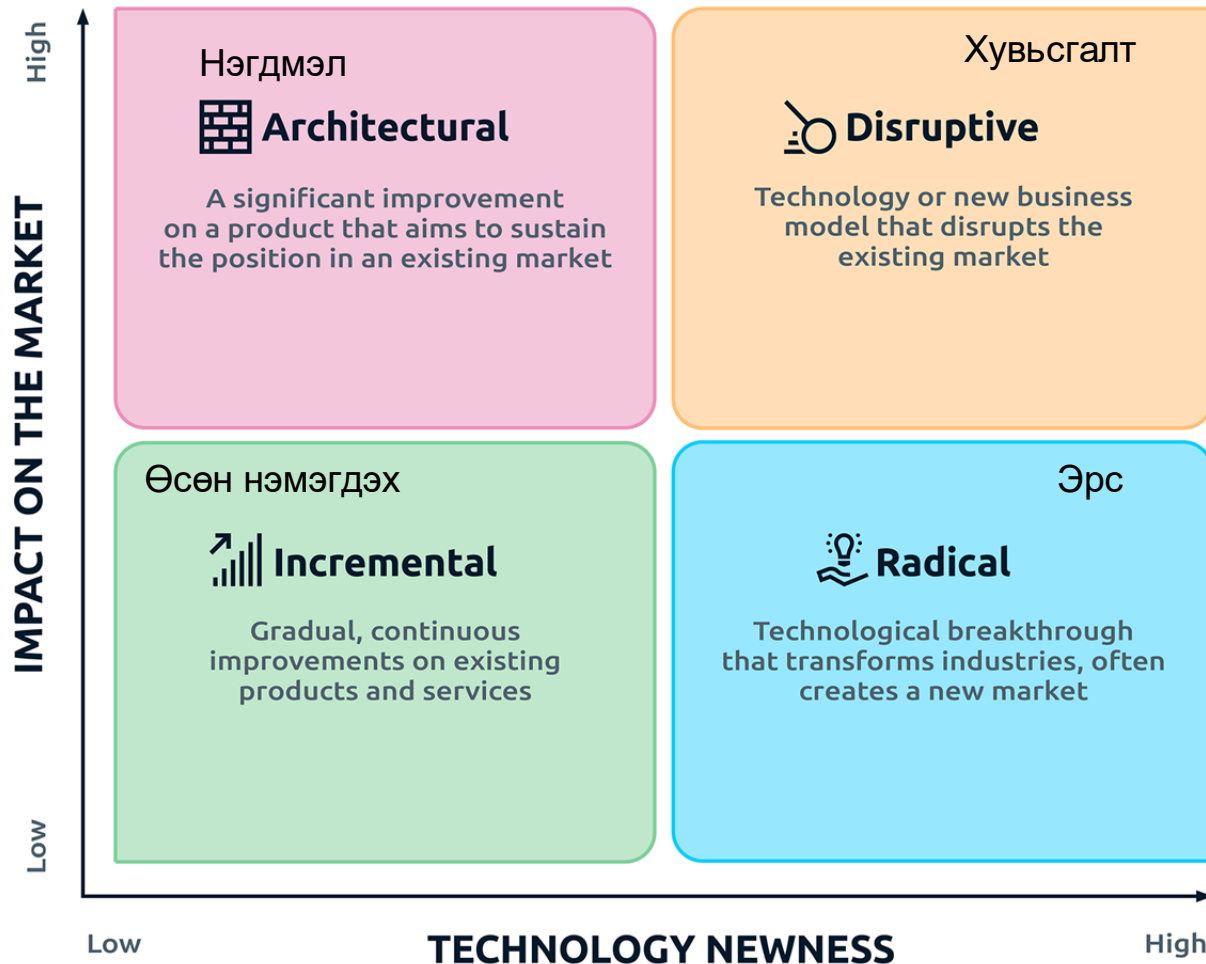 High
IMPACT ON THE MARKET
Low
Нэгдмэл
Architectural
A significant improvement
on a product that aims to sustain
the position in an existing market
Хувьсгалт
Disruptive
Technology or new business
model that disrupts the
existing market
Өсөн нэмэгдэх
Incremental
Gradual, continuous
improvements on existing
products and services
Эрс
Radical
Technological breakthrough
that transforms industries, often
creates a new market
Low
TECHNOLOGY NEWNESS
High